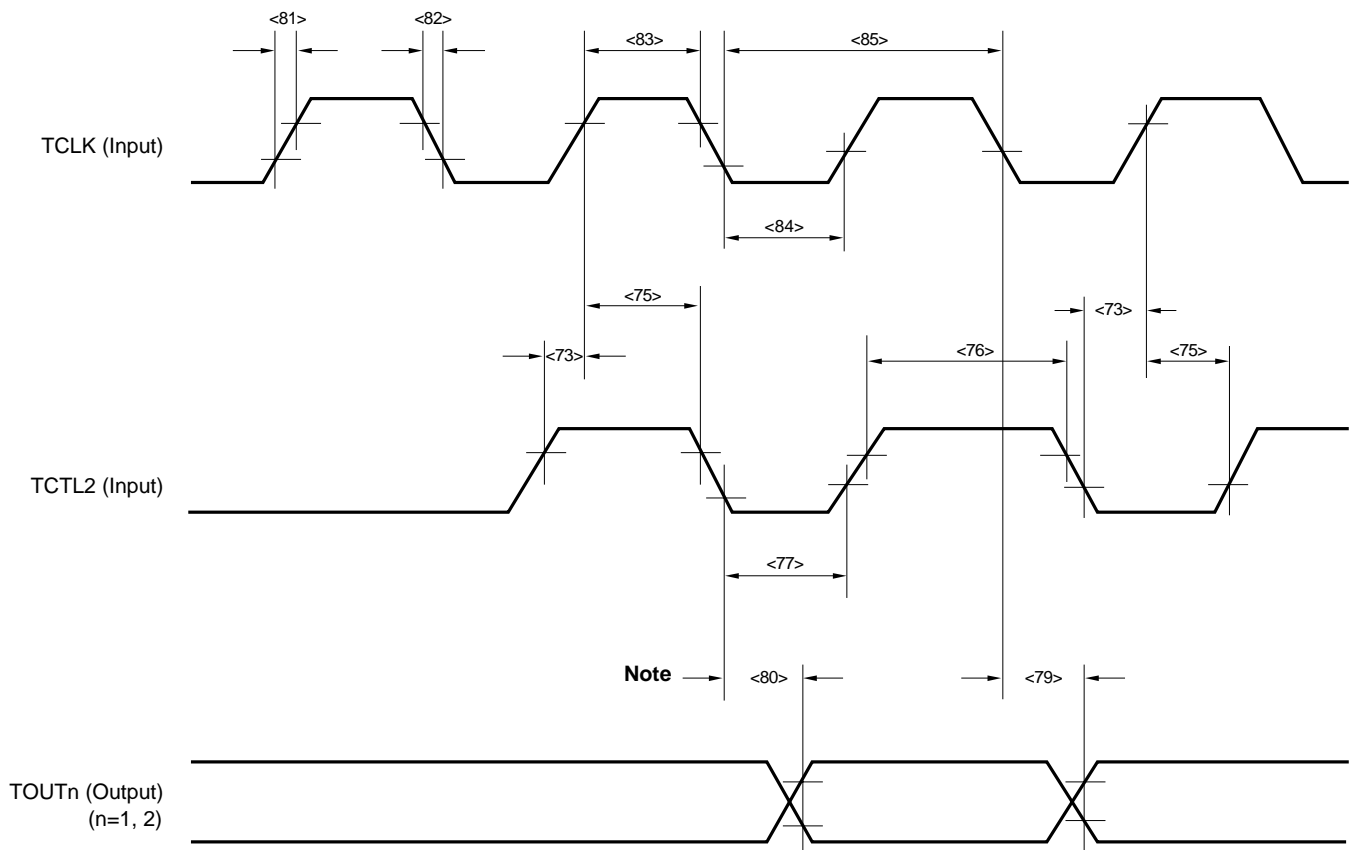 <81>
<82>
<83>
<85>
TCLK (Input)
<84>
<75>
<73>
<73>
<76>
<75>
TCTL2 (Input)
<77>
Note
<80>
<79>
TOUTn (Output)
(n=1, 2)